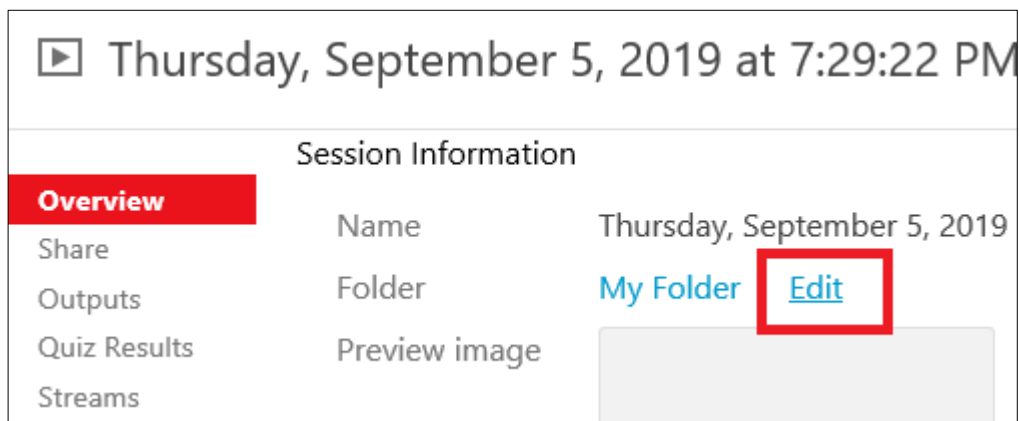 Thursday, September 5, 2019 at 7:29:22 PM
Session Information
Overview
Share
Outputs
Quiz Results
Streams
Name Thursday, September 5, 2019
Folder My Folder Edit
Preview image